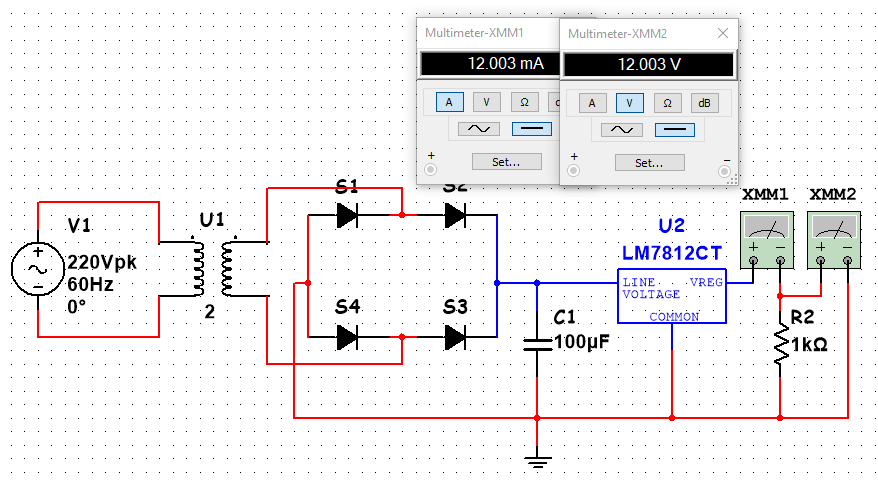 Multimeter-XMM1
Multimeter-XMM2
12.003 mA
12.003 V
A V Ω
A V Ω dB
+
Set...
+
Set...
−
S1
S2
XMM1 XMM2
V1
U1
U2
+
220Vpk
60Hz
0°
−
LM7812CT
+ −
+ −
LINE VREG
VOLTAGE
COMMON
2
S4
S3
C1
100µF
R2
1kΩ